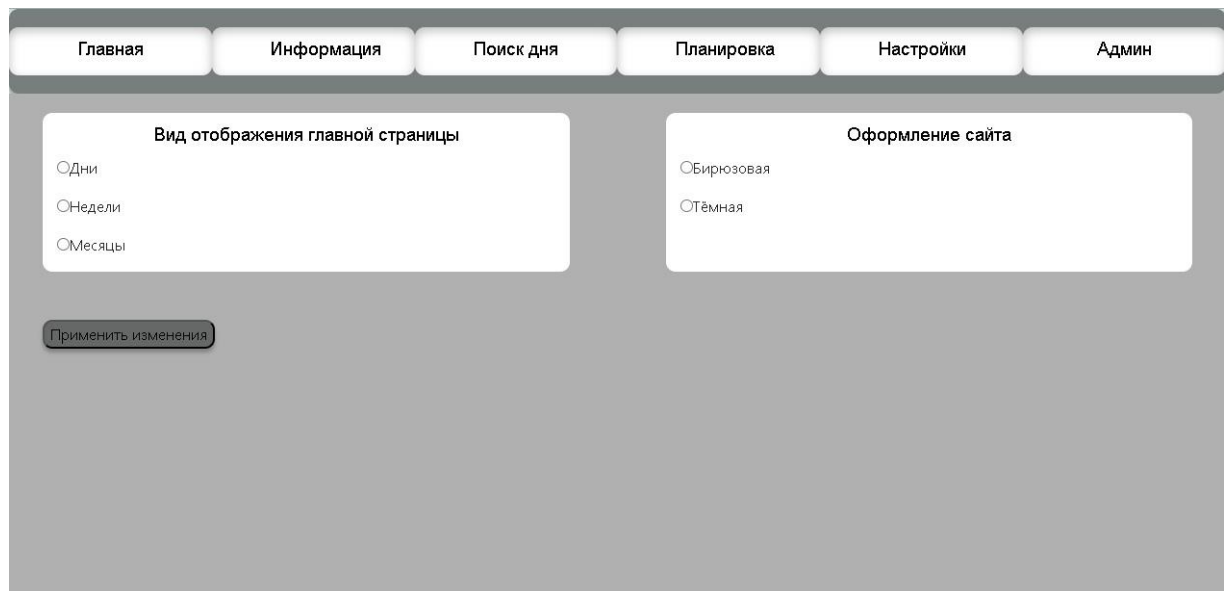 Главная Информация Поиск дня Планировка Настройки Админ
Вид отображения главной страницы
Дни
Недели
Месяцы
Оформление сайта
Бирюзовая
Тёмная
Применить изменения